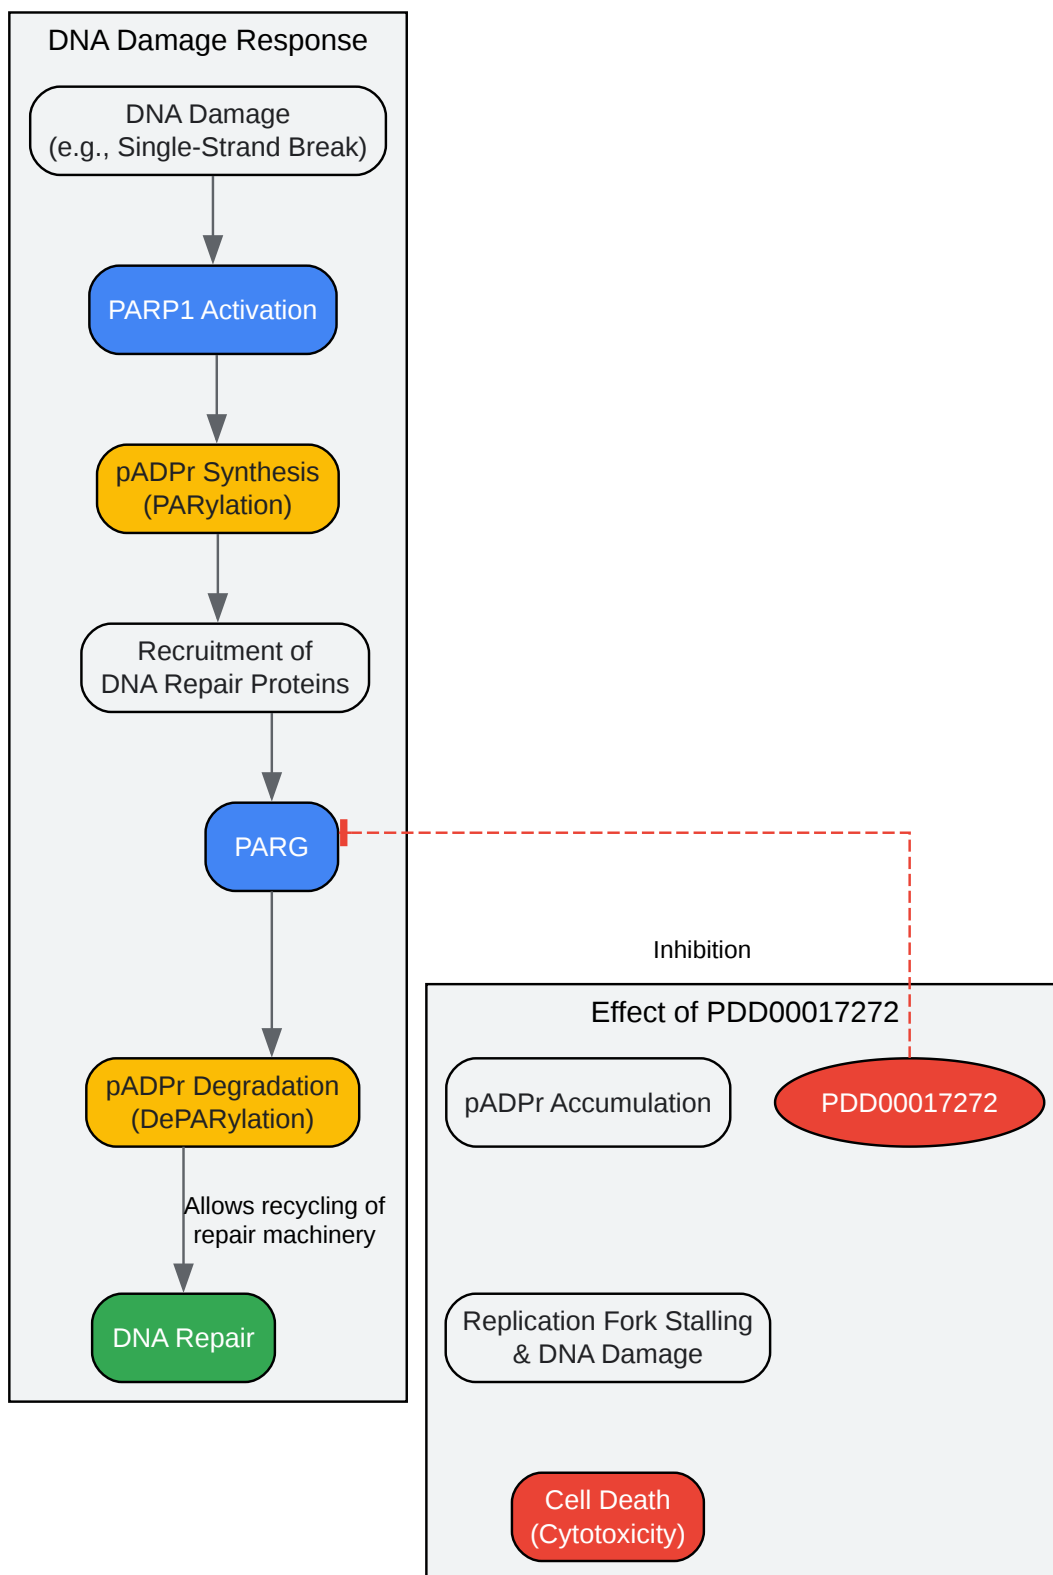 DNA Damage Response
DNA Damage
(e.g., Single-Strand Break)
PARP1 Activation
pADPr Synthesis
(PARylation)
Recruitment of
DNA Repair Proteins
PARG
Inhibition
pADPr Degradation
(DePARylation)
Allows recycling of
repair machinery
DNA Repair
Effect of PDD00017272
pADPr Accumulation
PDD00017272
Replication Fork Stalling
& DNA Damage
Cell Death
(Cytotoxicity)